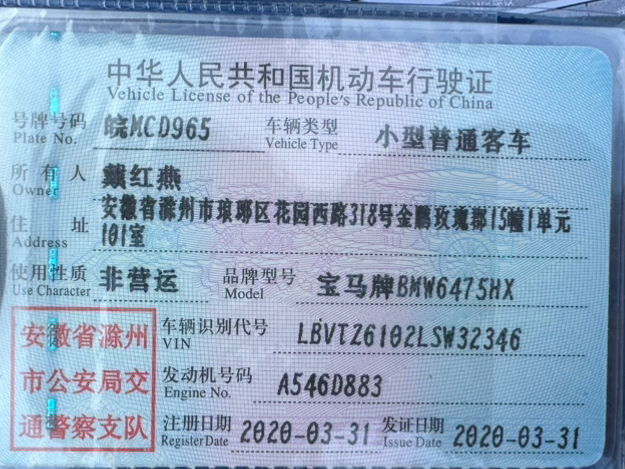 中华人民共和国机动车行驶证
Vehicle License of the People's Republic of China
号牌号码 皖MCD965 车辆类型 小型普通客车
Plate No. Vehicle Type
所有人 戴红燕
Owner
安徽省滁州市琅琊区花园西路318号金鹏玫瑰郡15幢1单元
住址 101室
Address
使用性质 非营运 品牌型号 宝马牌BMW6475HX
Use Character Model
安徽省滁州 车辆识别代号 LBVTZ6102LSW32346
VIN
市公安局交 发动机号码 A546D883
Engine No.
通警察支队 注册日期 2020-03-31 发证日期 2020-03-31
Register Date Issue Date